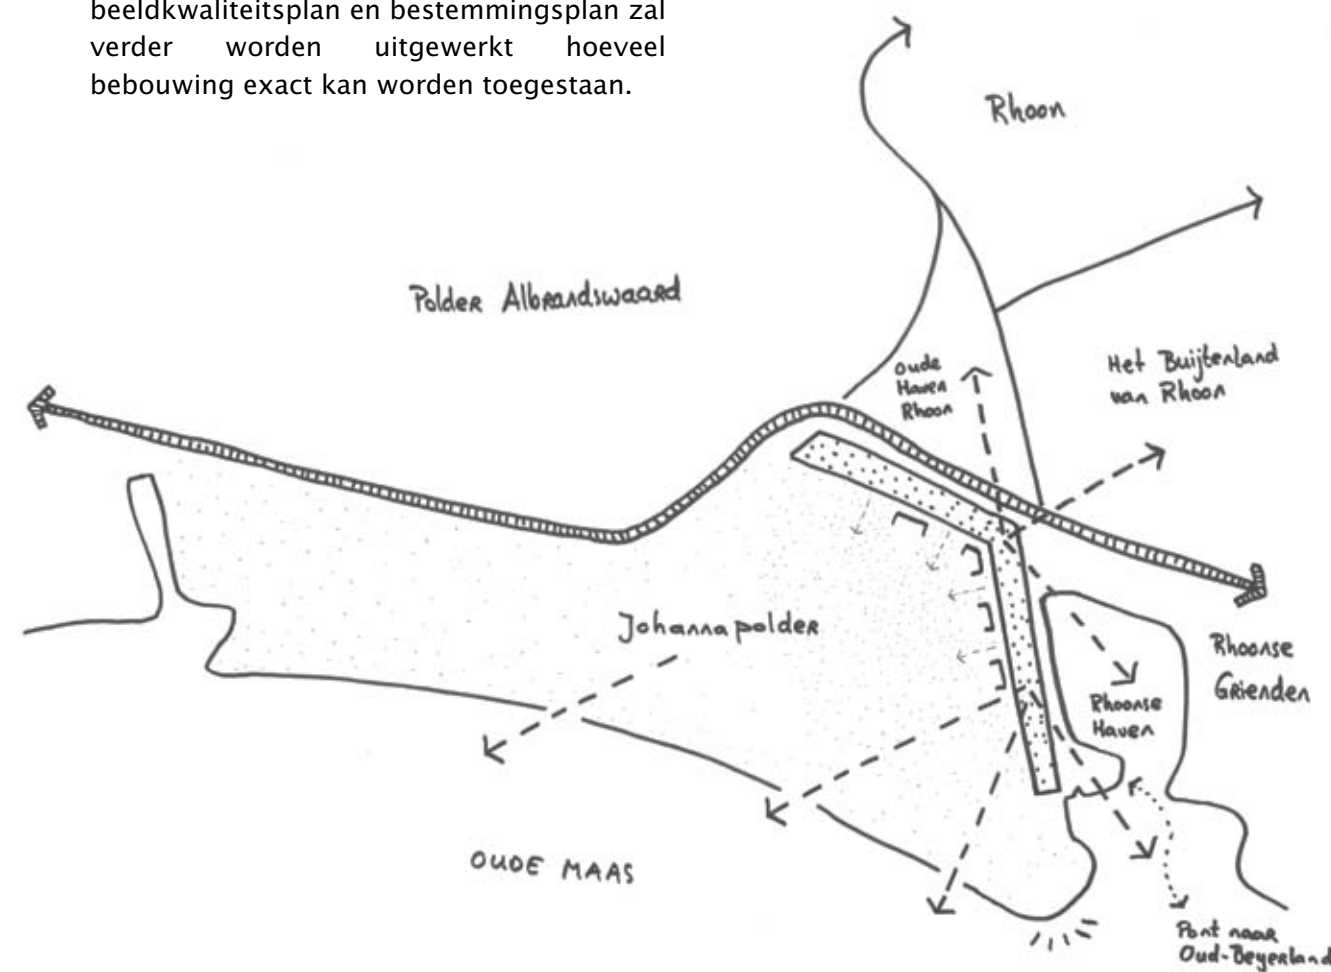 beeldkwaliteitsplan en bestemmingsplan zal
verder worden uitgewerkt hoeveel
bebouwing exact kan worden toegestaan.
Rhoon
Polder Albrandswaard
Oude
Haven
Rhoon
Het Buijtenland
van Rhoon
Johannapolder
Rhoonse
Grienden
Rhoonse
Haven
OUDE MAAS
Pont naar
Oud-Beyerland